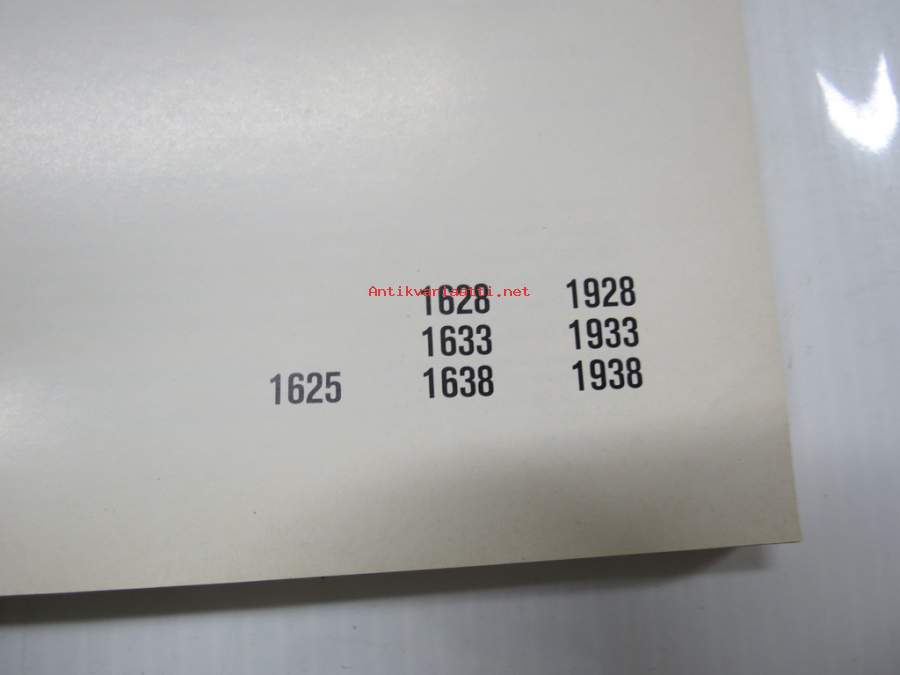 Antikvariaatti.net
1628 1928
1633 1933
1625 1638 1938